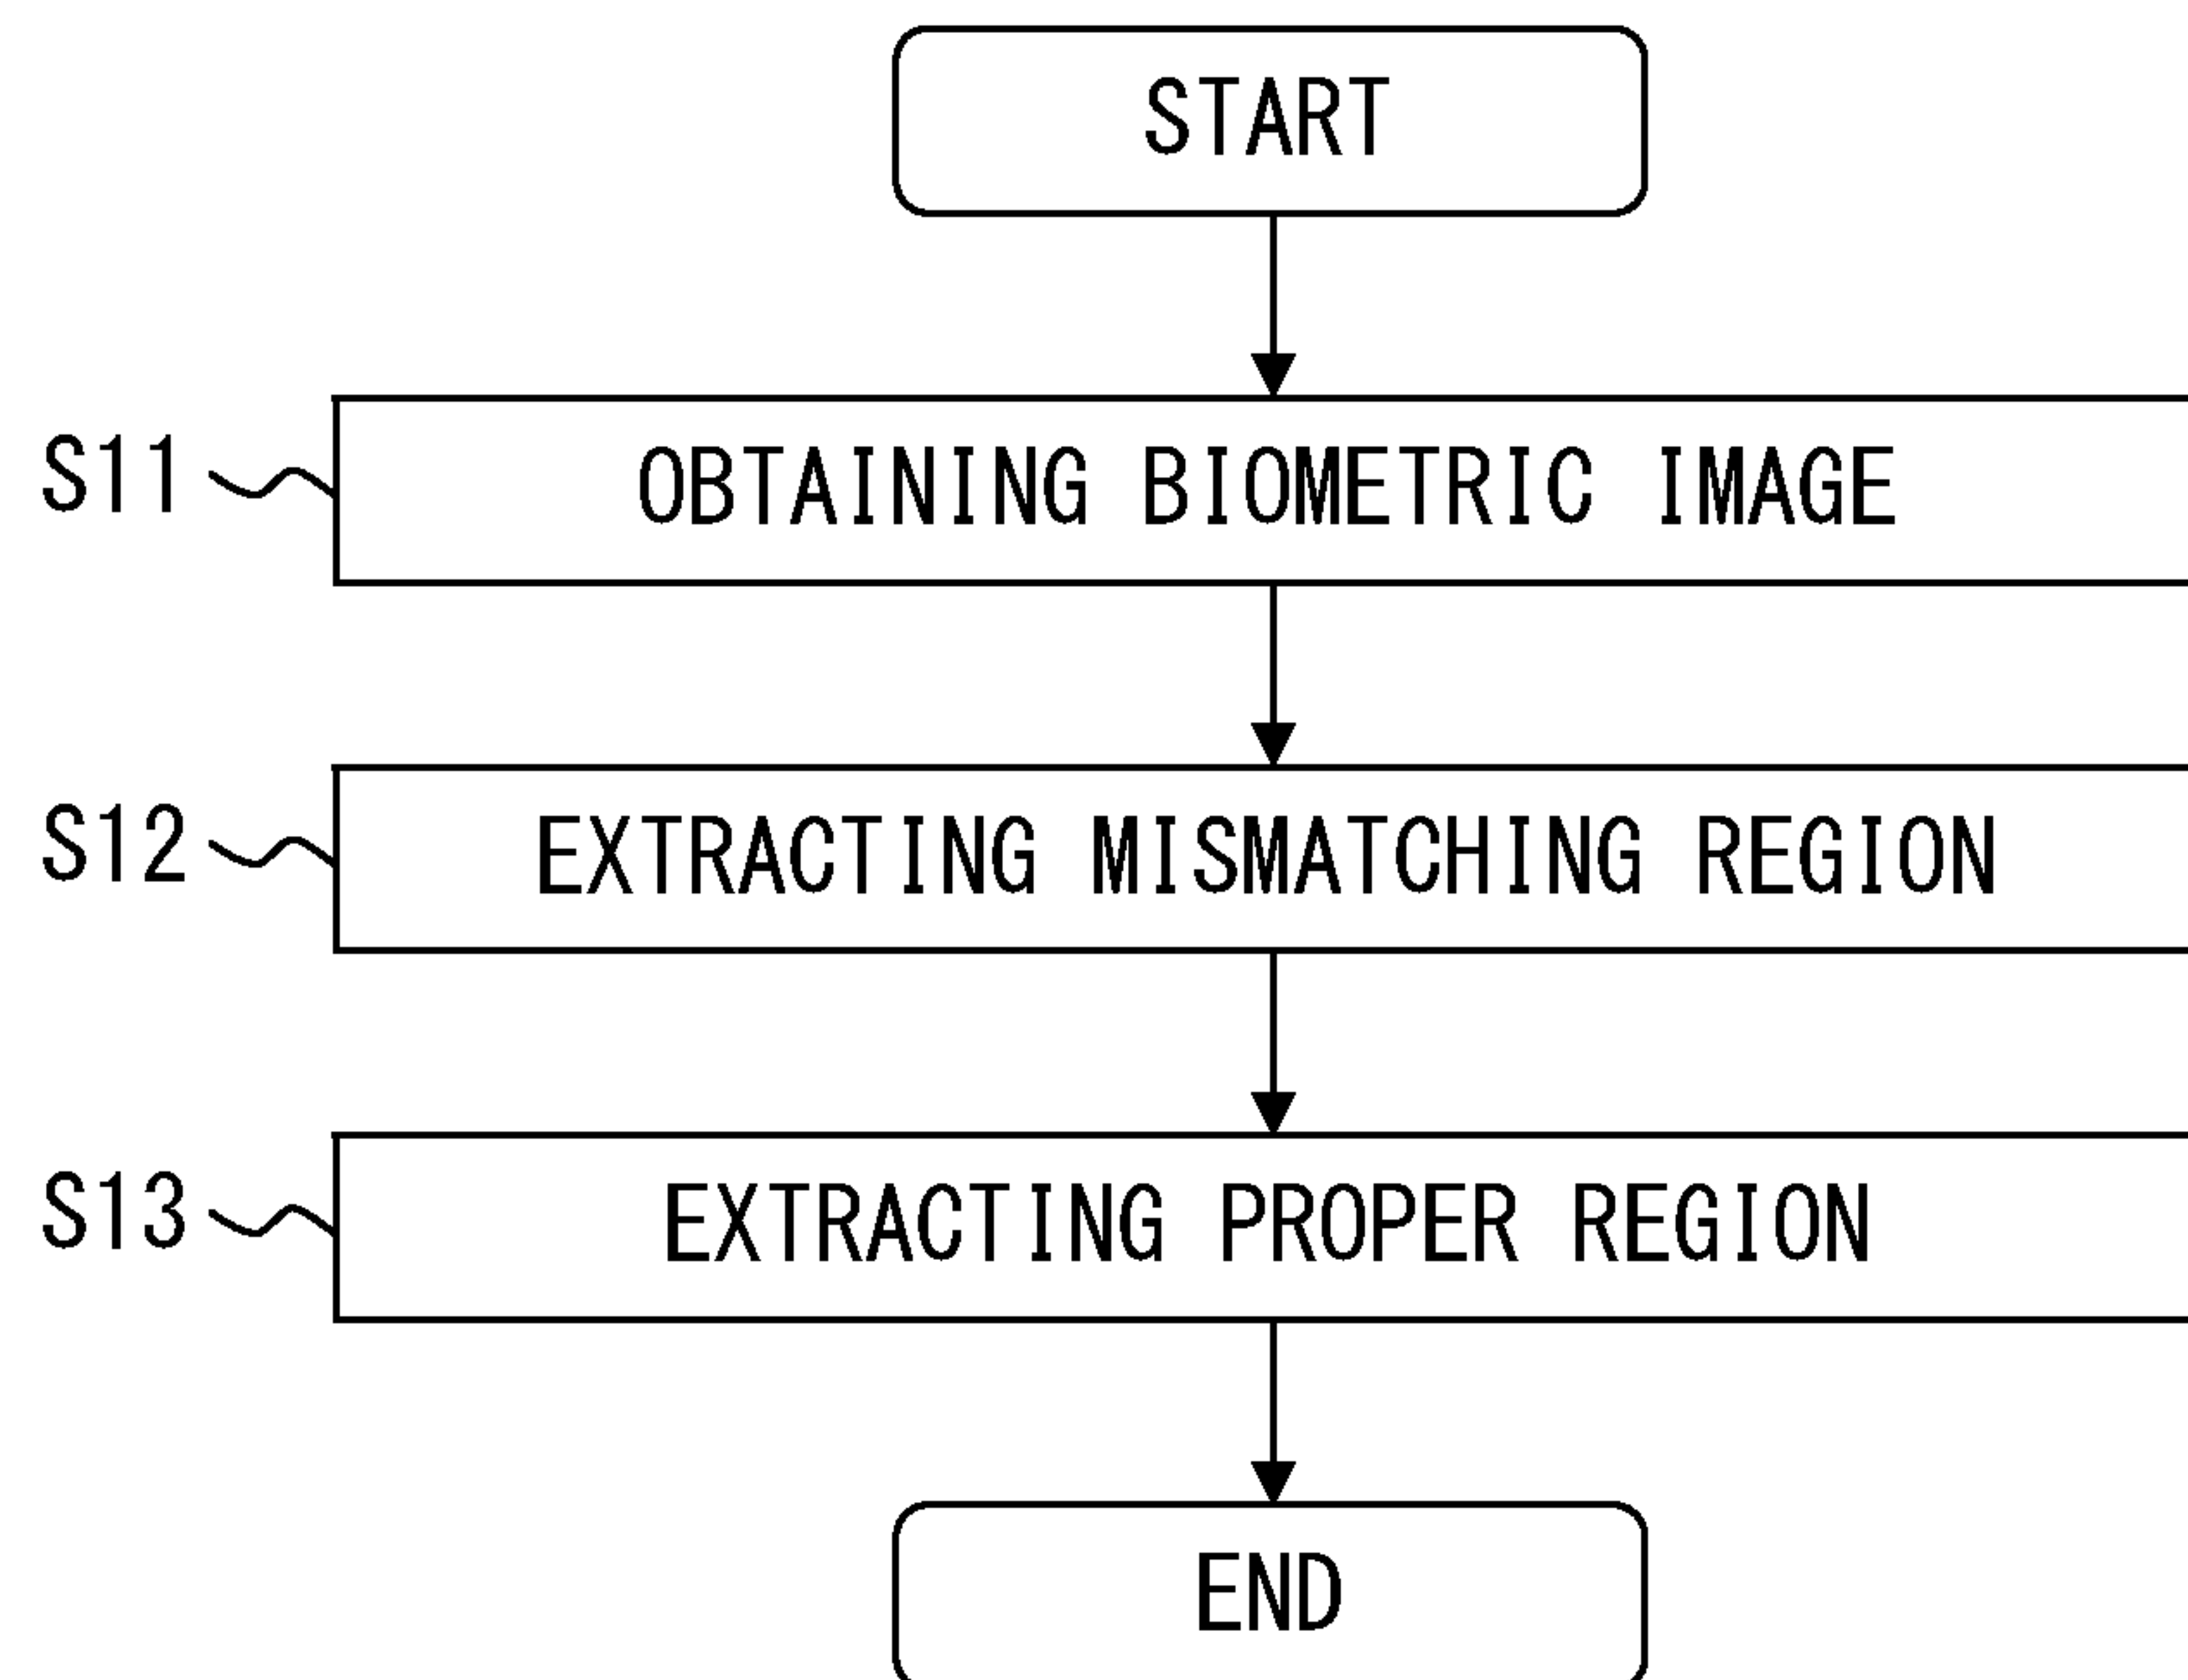 START
S11 OBTAINING BIOMETRIC IMAGE
S12 EXTRACTING MISMATCHING REGION
S13 EXTRACTING PROPER REGION
END